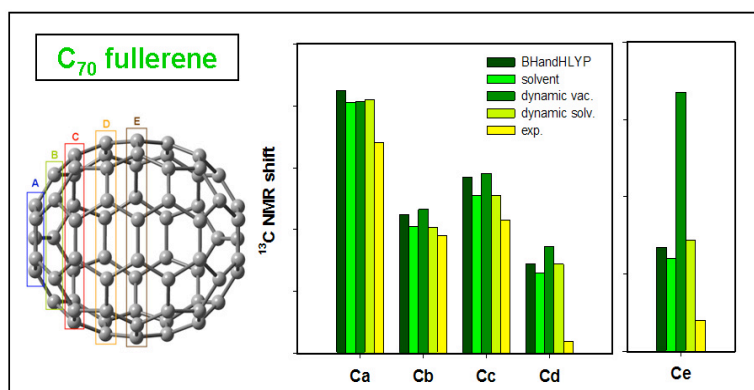 C70 fullerene
A
B
C
D
E
13C NMR shift
BHandHLYP
solvent
dynamic vac.
dynamic solv.
exp.
Ca Cb Cc Cd
Ce